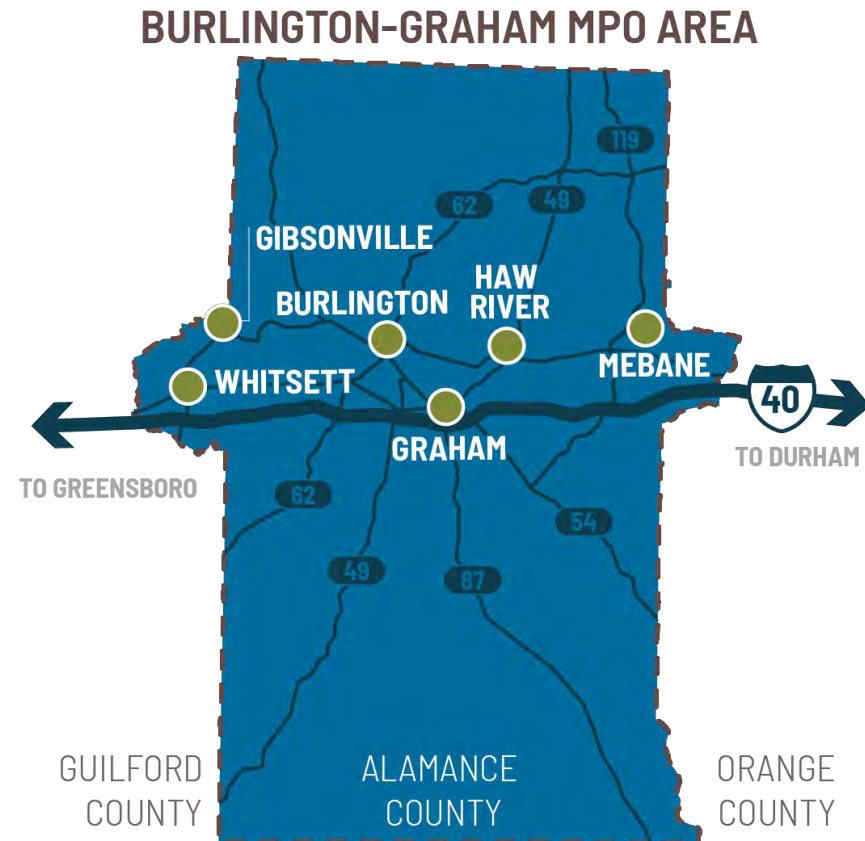 BURLINGTON-GRAHAM MPO AREA
119
62
49
GIBSONVILLE
HAW
RIVER
BURLINGTON
MEBANE
WHITSETT
40
GRAHAM
TO DURHAM
TO GREENSBORO
62
54
49
87
GUILFORD
COUNTY
ALAMANCE
COUNTY
ORANGE
COUNTY